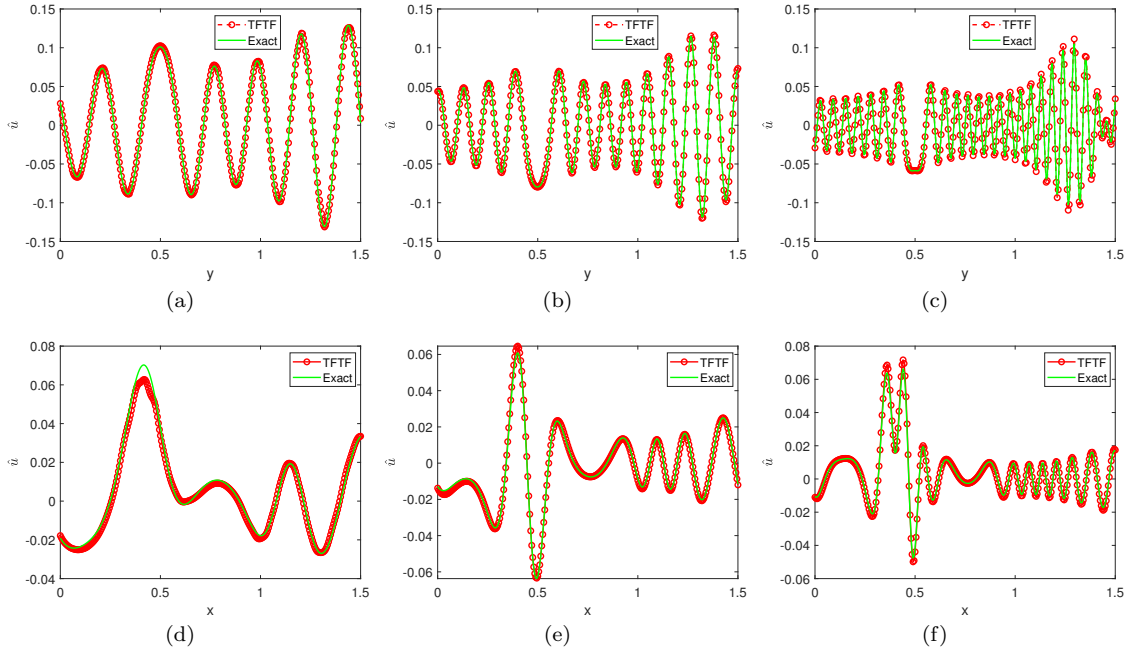 0.15
0.1
0.05
0
-0.05
-0.1
-0.15
û
0
0.5
1
1.5
y
TFTF
Exact
(a)
0.15
0.1
0.05
0
-0.05
-0.1
-0.15
û
0
0.5
1
1.5
y
TFTF
Exact
(b)
0.15
0.1
0.05
0
-0.05
-0.1
-0.15
û
0
0.5
1
1.5
y
TFTF
Exact
(c)
0.08
0.06
0.04
0.02
0
-0.02
-0.04
û
0
0.5
1
1.5
x
TFTF
Exact
(d)
0.06
0.04
0.02
0
-0.02
-0.04
-0.06
û
0
0.5
1
1.5
x
TFTF
Exact
(e)
0.08
0.06
0.04
0.02
0
-0.02
-0.04
-0.06
û
0
0.5
1
1.5
x
TFTF
Exact
(f)